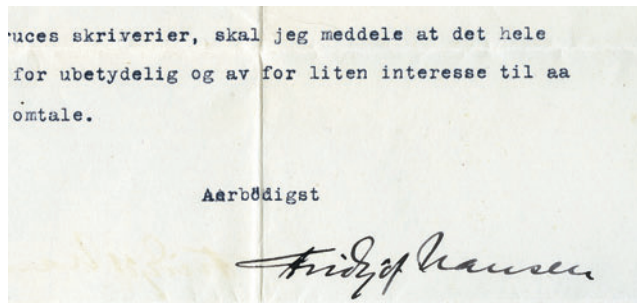 ruces skriverier, skal jeg meddele at det hele
for ubetydelig og av for liten interesse til aa
omtale.
Aarbödigst
Fridtjof Nansen